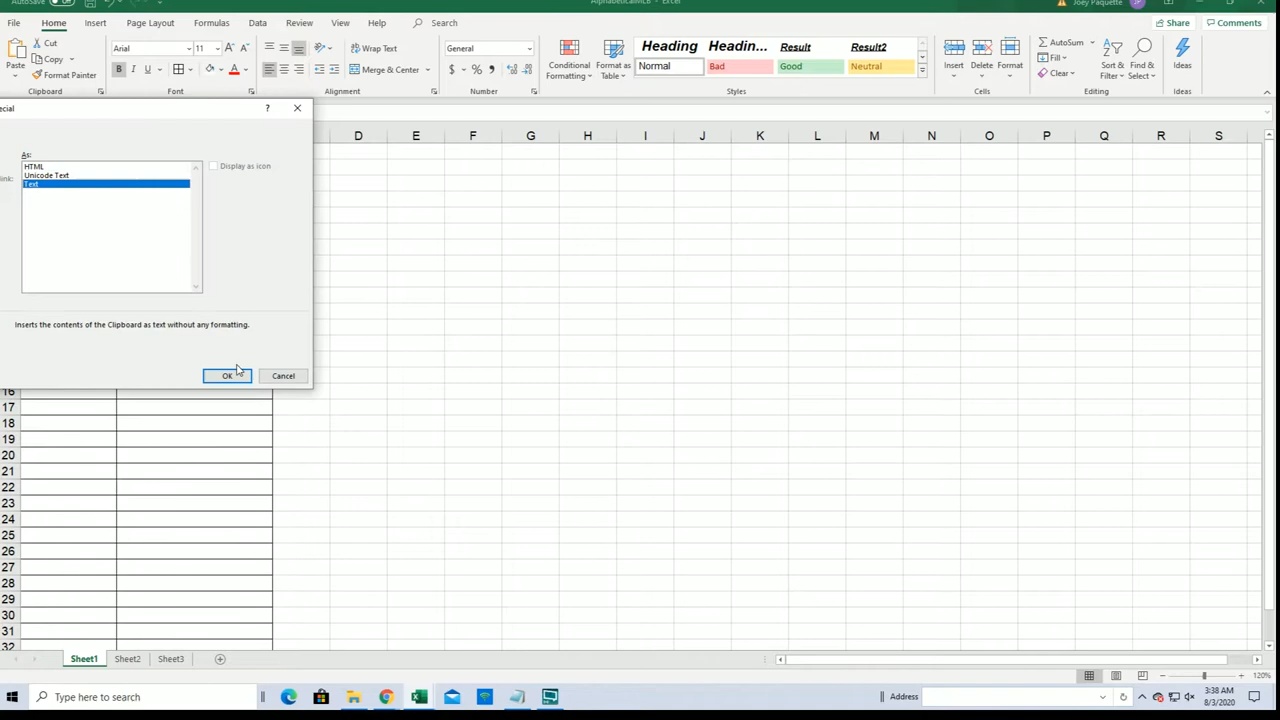 AutoSave
AlphabeticalMLB - Excel
Joey Paquette
JP
File Home Insert Page Layout Formulas Data Review View Help Search
Share Comments
Paste
Cut
Copy
Format Painter
Clipboard
Arial 11
Font
Wrap Text
Merge & Center
Alignment
General
Number
Conditional Formatting
Format as Table
Heading Headin... Result Result2
Normal Bad Good Neutral
Styles
Insert Delete Format
Cells
AutoSum
Fill
Clear
Sort & Filter
Find & Select
Editing
Ideas
Ideas
ecial ?
D E F G H I J K L M N O P Q R S
As:
HTML
Unicode Text
Text
link:
Display as icon
Inserts the contents of the Clipboard as text without any formatting.
OK Cancel
16
17
18
19
20
21
22
23
24
25
26
27
28
29
30
31
32
Sheet1 Sheet2 Sheet3
120%
Type here to search
Address
3:38 AM
8/3/2020